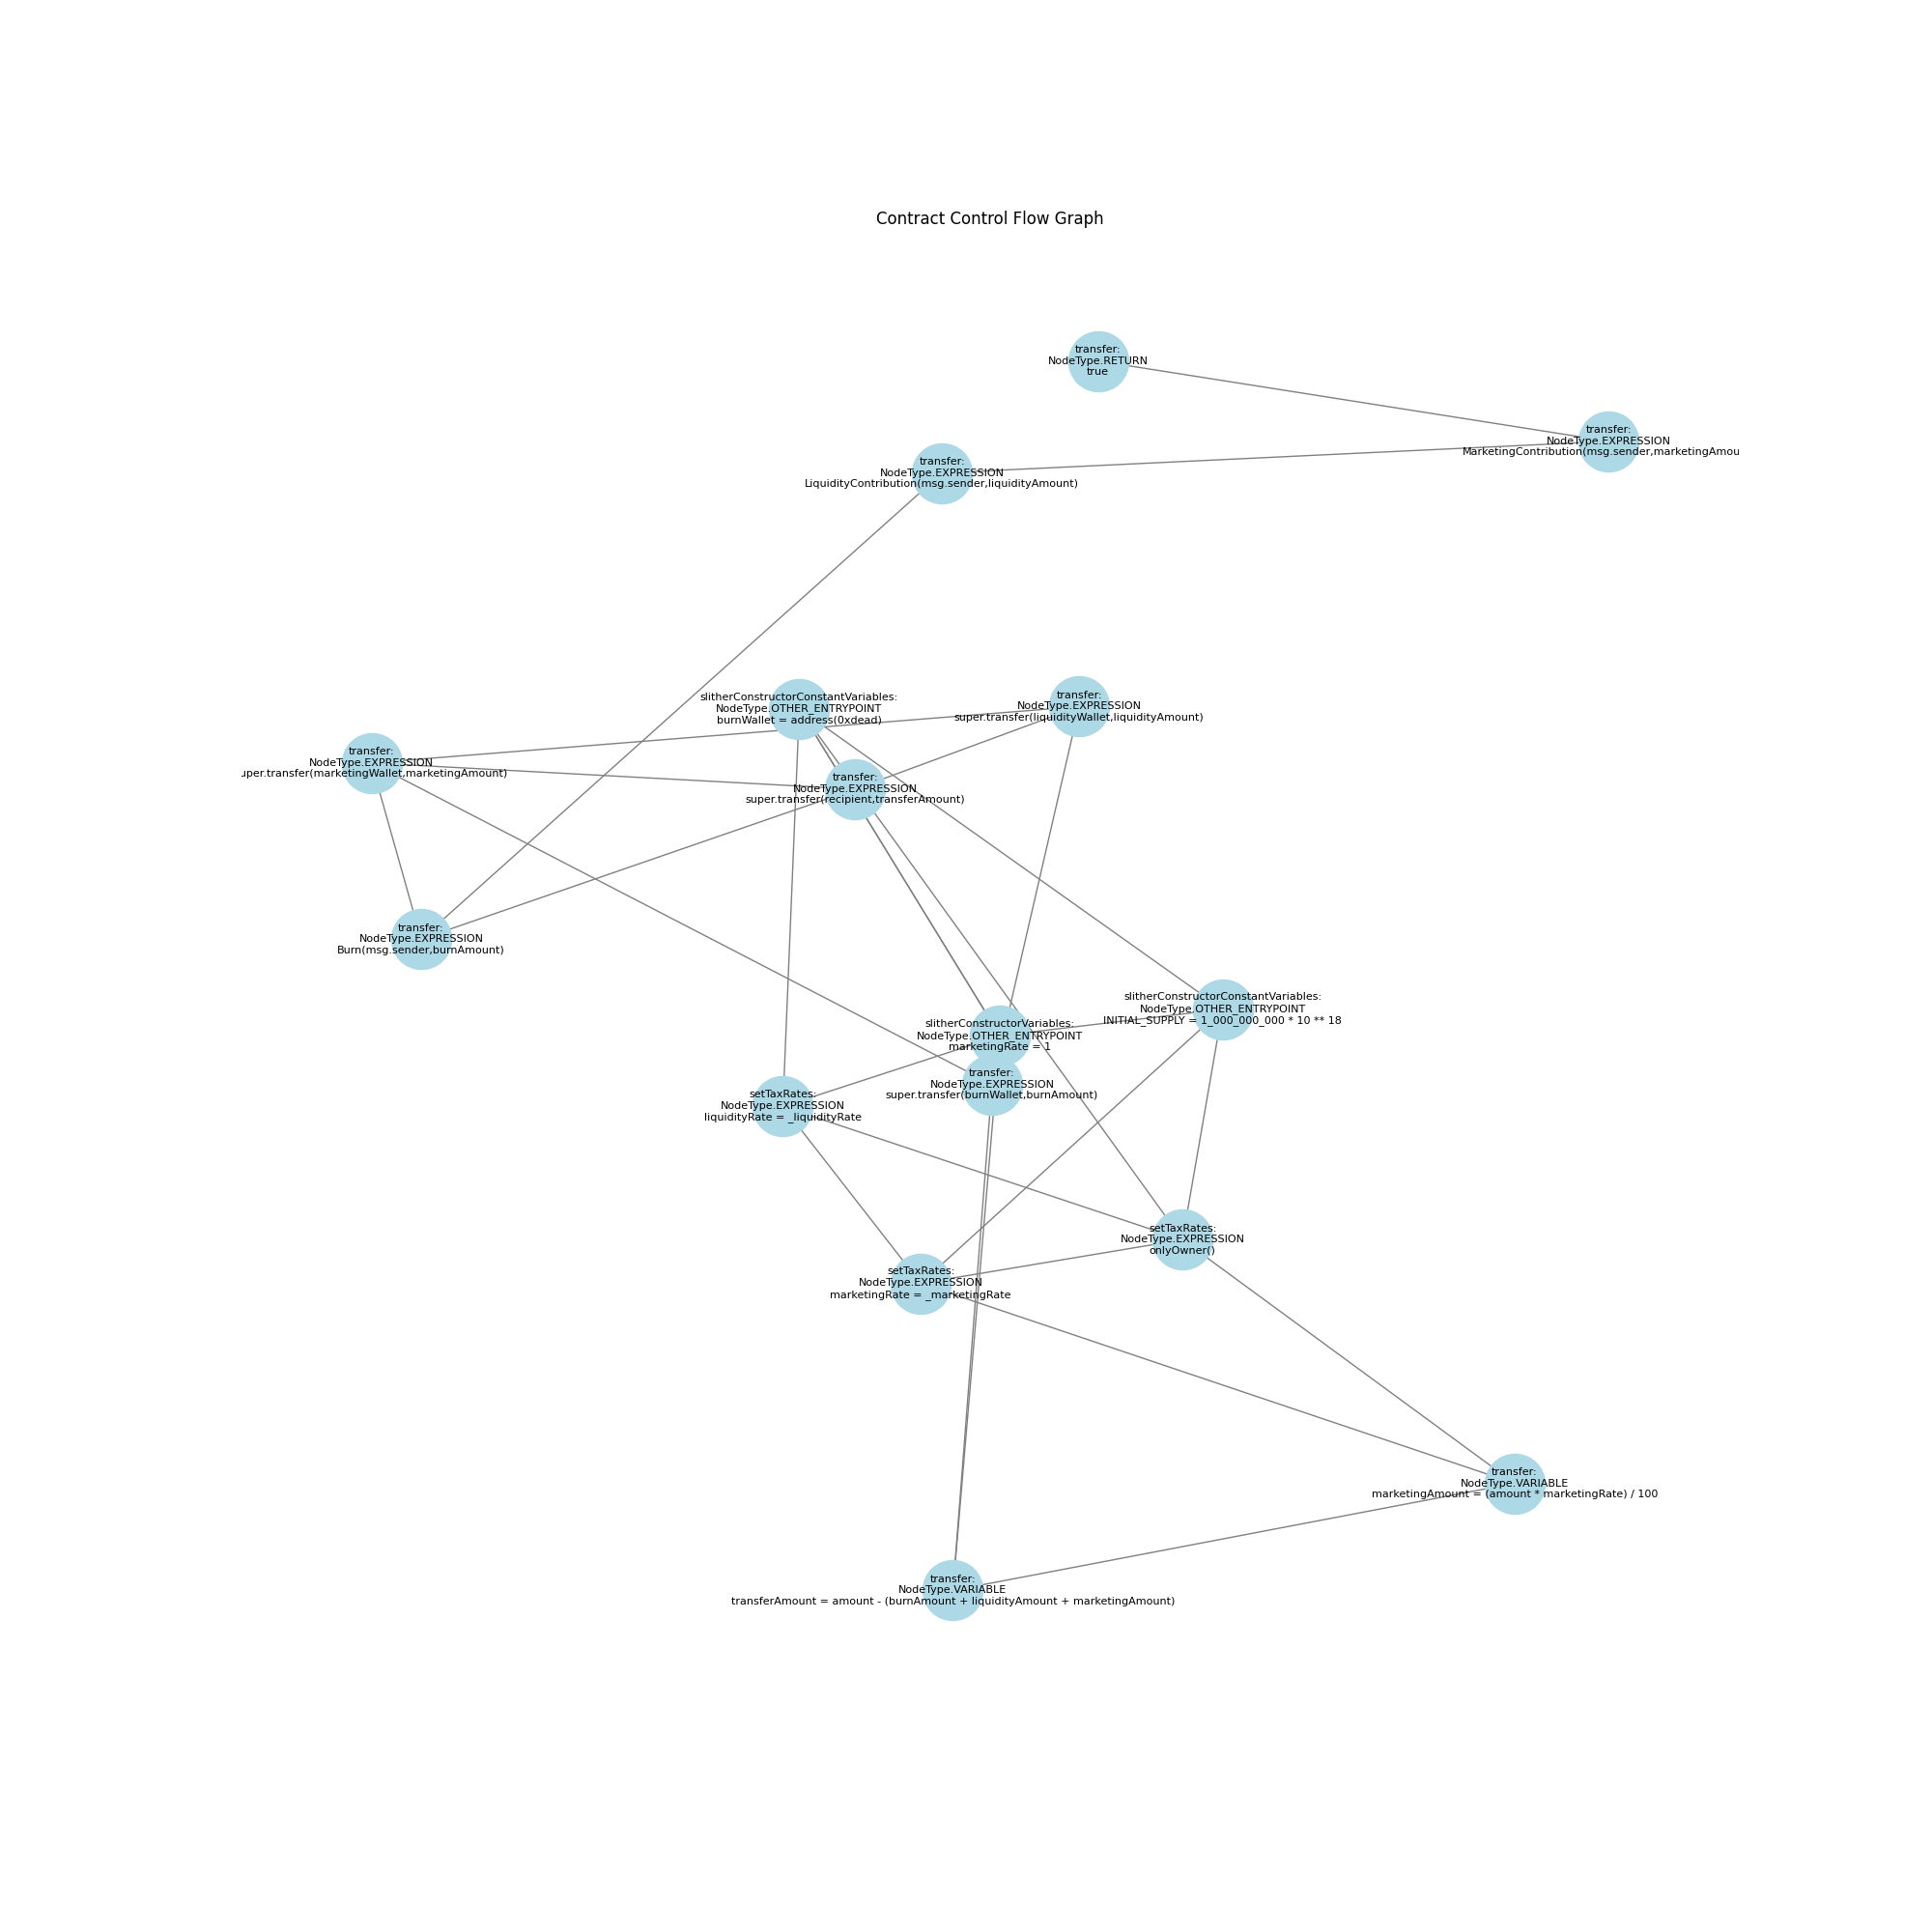 Contract Control Flow Graph
transfer:
NodeType.RETURN
true
transfer:
NodeType.EXPRESSION
MarketingContribution(msg.sender,marketingAmou
transfer:
NodeType.EXPRESSION
LiquidityContribution(msg.sender,liquidityAmount)
slitherConstructorConstantVariables:
NodeType.OTHER_ENTRYPOINT
burnWallet = address(0xdead)
transfer:
NodeType.EXPRESSION
super.transfer(liquidityWallet,liquidityAmount)
transfer:
NodeType.EXPRESSION
uper.transfer(marketingWallet,marketingAmount)
transfer:
NodeType.EXPRESSION
super.transfer(recipient,transferAmount)
transfer:
NodeType.EXPRESSION
Burn(msg.sender,burnAmount)
slitherConstructorConstantVariables:
NodeType.OTHER_ENTRYPOINT
INITIAL_SUPPLY = 1_000_000_000 * 10 ** 18
slitherConstructorVariables:
NodeType.OTHER_ENTRYPOINT
marketingRate = 1
transfer:
NodeType.EXPRESSION
super.transfer(burnWallet,burnAmount)
setTaxRates:
NodeType.EXPRESSION
liquidityRate = _liquidityRate
setTaxRates:
NodeType.EXPRESSION
onlyOwner()
setTaxRates:
NodeType.EXPRESSION
marketingRate = _marketingRate
transfer:
NodeType.VARIABLE
marketingAmount = (amount * marketingRate) / 100
transfer:
NodeType.VARIABLE
transferAmount = amount - (burnAmount + liquidityAmount + marketingAmount)